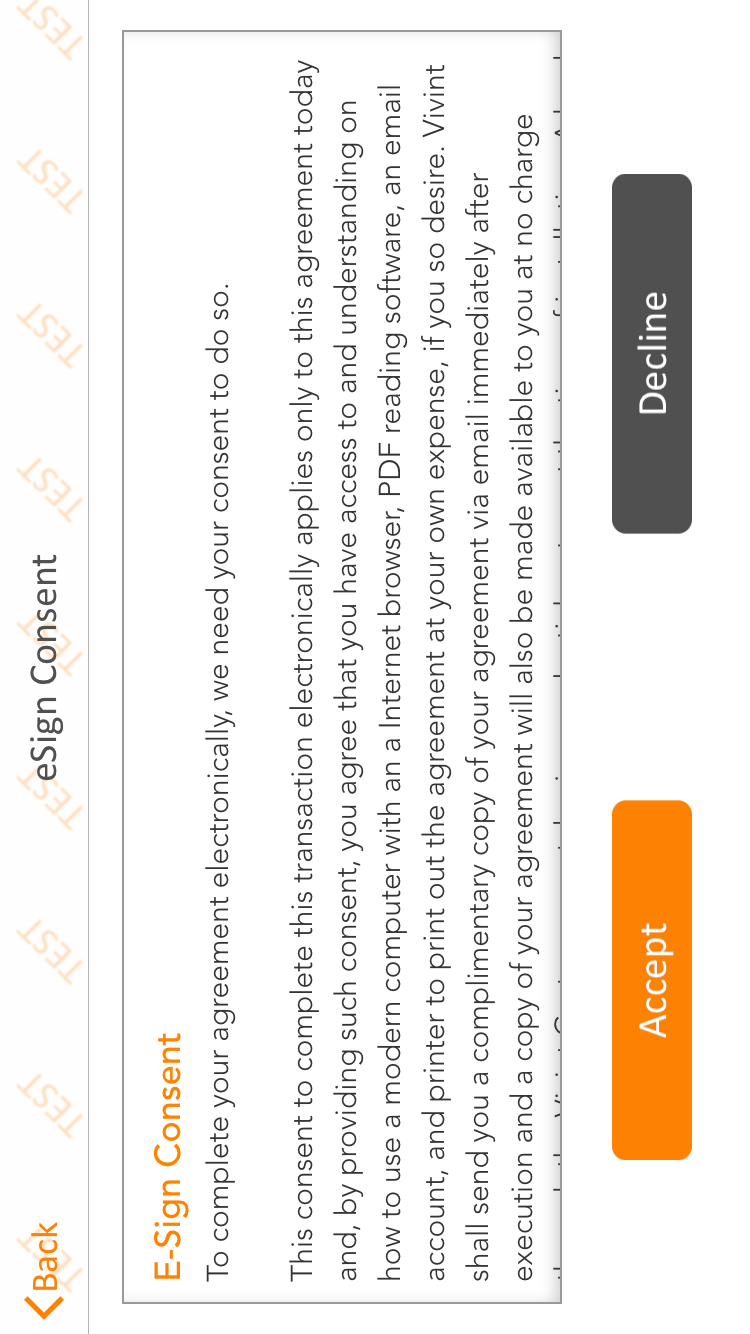 Back
eSign Consent
TEST TEST TEST TEST TEST TEST TEST TEST TEST
E-Sign Consent
To complete your agreement electronically, we need your consent to do so.
This consent to complete this transaction electronically applies only to this agreement today
and, by providing such consent, you agree that you have access to and understanding on
how to use a modern computer with an a Internet browser, PDF reading software, an email
account, and printer to print out the agreement at your own expense, if you so desire. Vivint
shall send you a complimentary copy of your agreement via email immediately after
execution and a copy of your agreement will also be made available to you at no charge
Accept
Decline